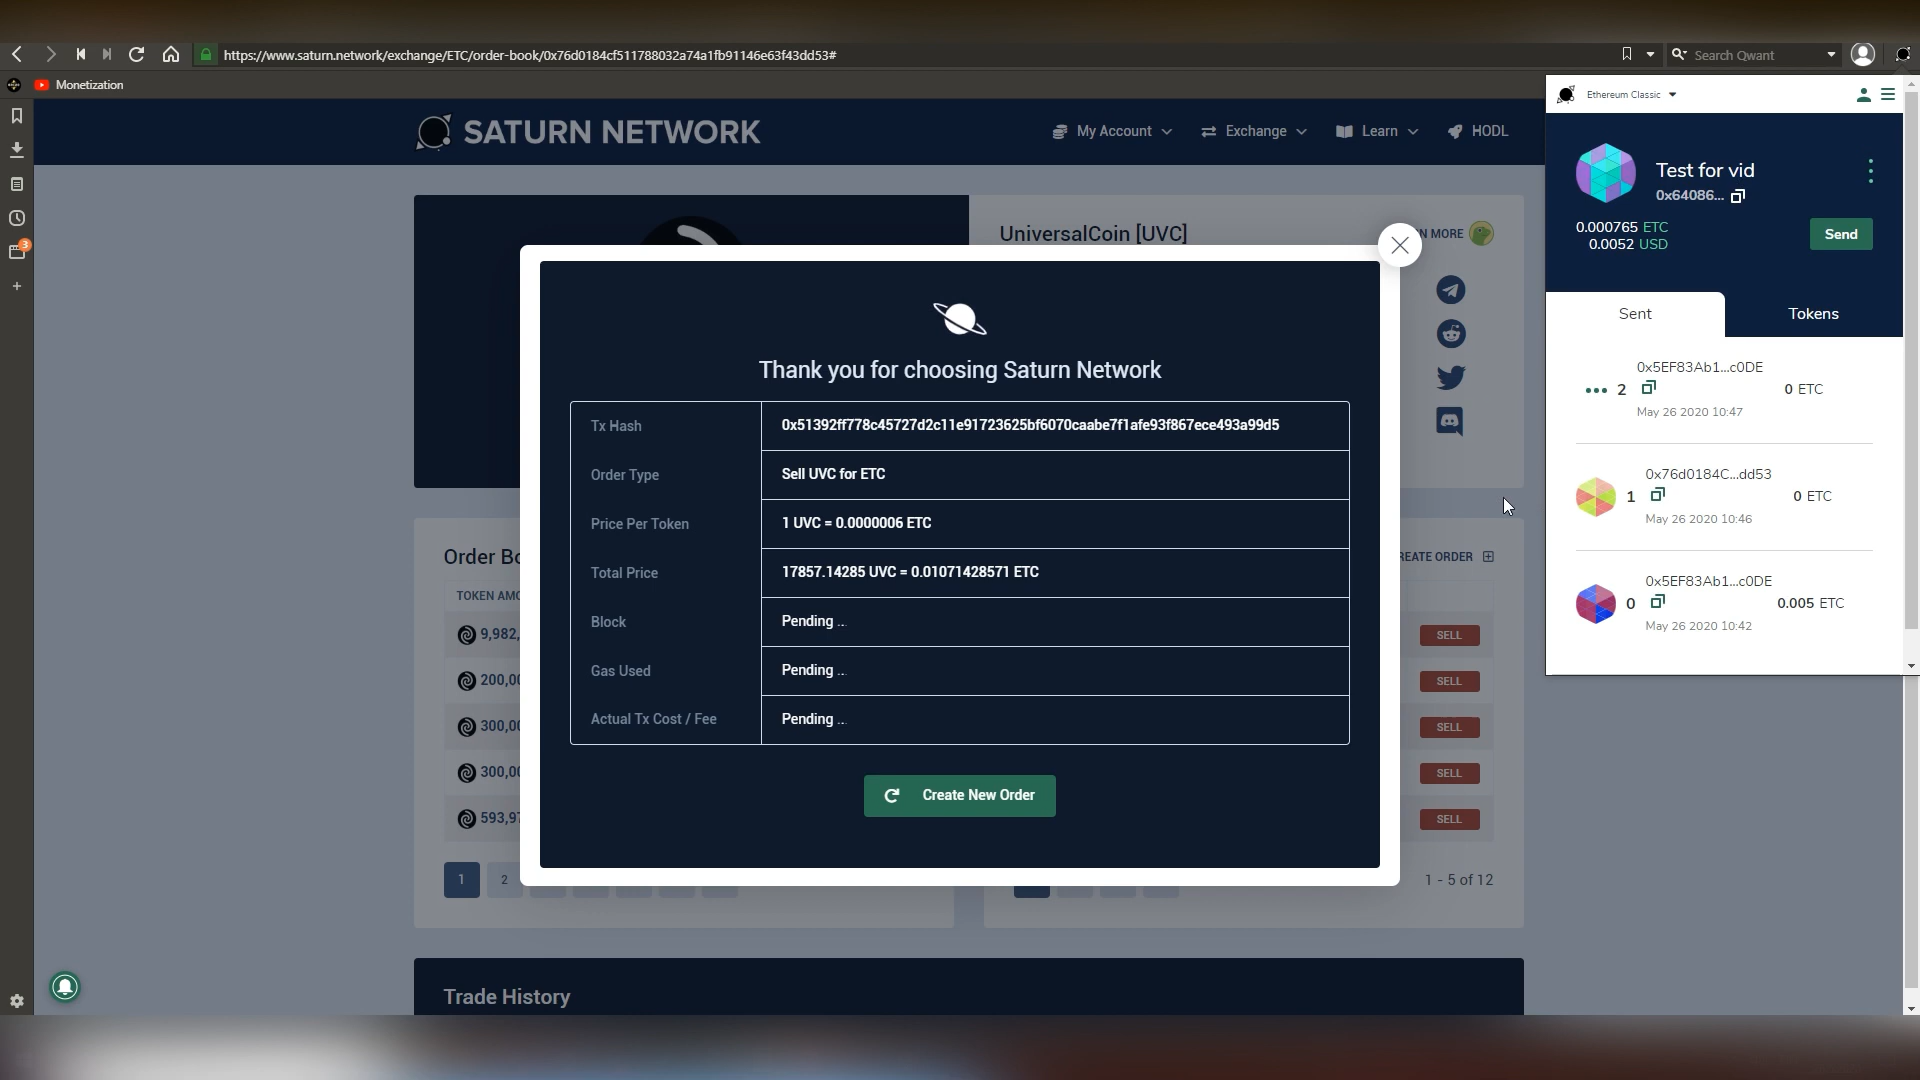 https://www.saturn.network/exchange/ETC/order-book/0x76d0184cf511788032a74a1fb91146e63f43dd53#
Search Qwant
Monetization
3
SATURN NETWORK
My Account
Exchange
Learn
HODL
UniversalCoin [UVC]
MORE
Thank you for choosing Saturn Network
Tx Hash
0x51392ff778c45727d2c11e91723625bf6070caabe7f1afe93f867ece493a99d5
Order Type
Sell UVC for ETC
Price Per Token
1 UVC = 0.0000006 ETC
Total Price
17857.14285 UVC = 0.01071428571 ETC
Block
Pending ...
Gas Used
Pending ...
Actual Tx Cost / Fee
Pending ...
Create New Order
Order Bo
TOKEN AMO
9,982,
200,00
300,00
300,00
593,97
1
2
REATE ORDER
SELL
SELL
SELL
SELL
SELL
1 - 5 of 12
Trade History
Ethereum Classic
Test for vid
0x64086...
0.000765 ETC
0.0052 USD
Send
Sent
Tokens
0x5EF83Ab1...c0DE
2
0 ETC
May 26 2020 10:47
0x76d0184C...dd53
1
0 ETC
May 26 2020 10:46
0x5EF83Ab1...c0DE
0
0.005 ETC
May 26 2020 10:42